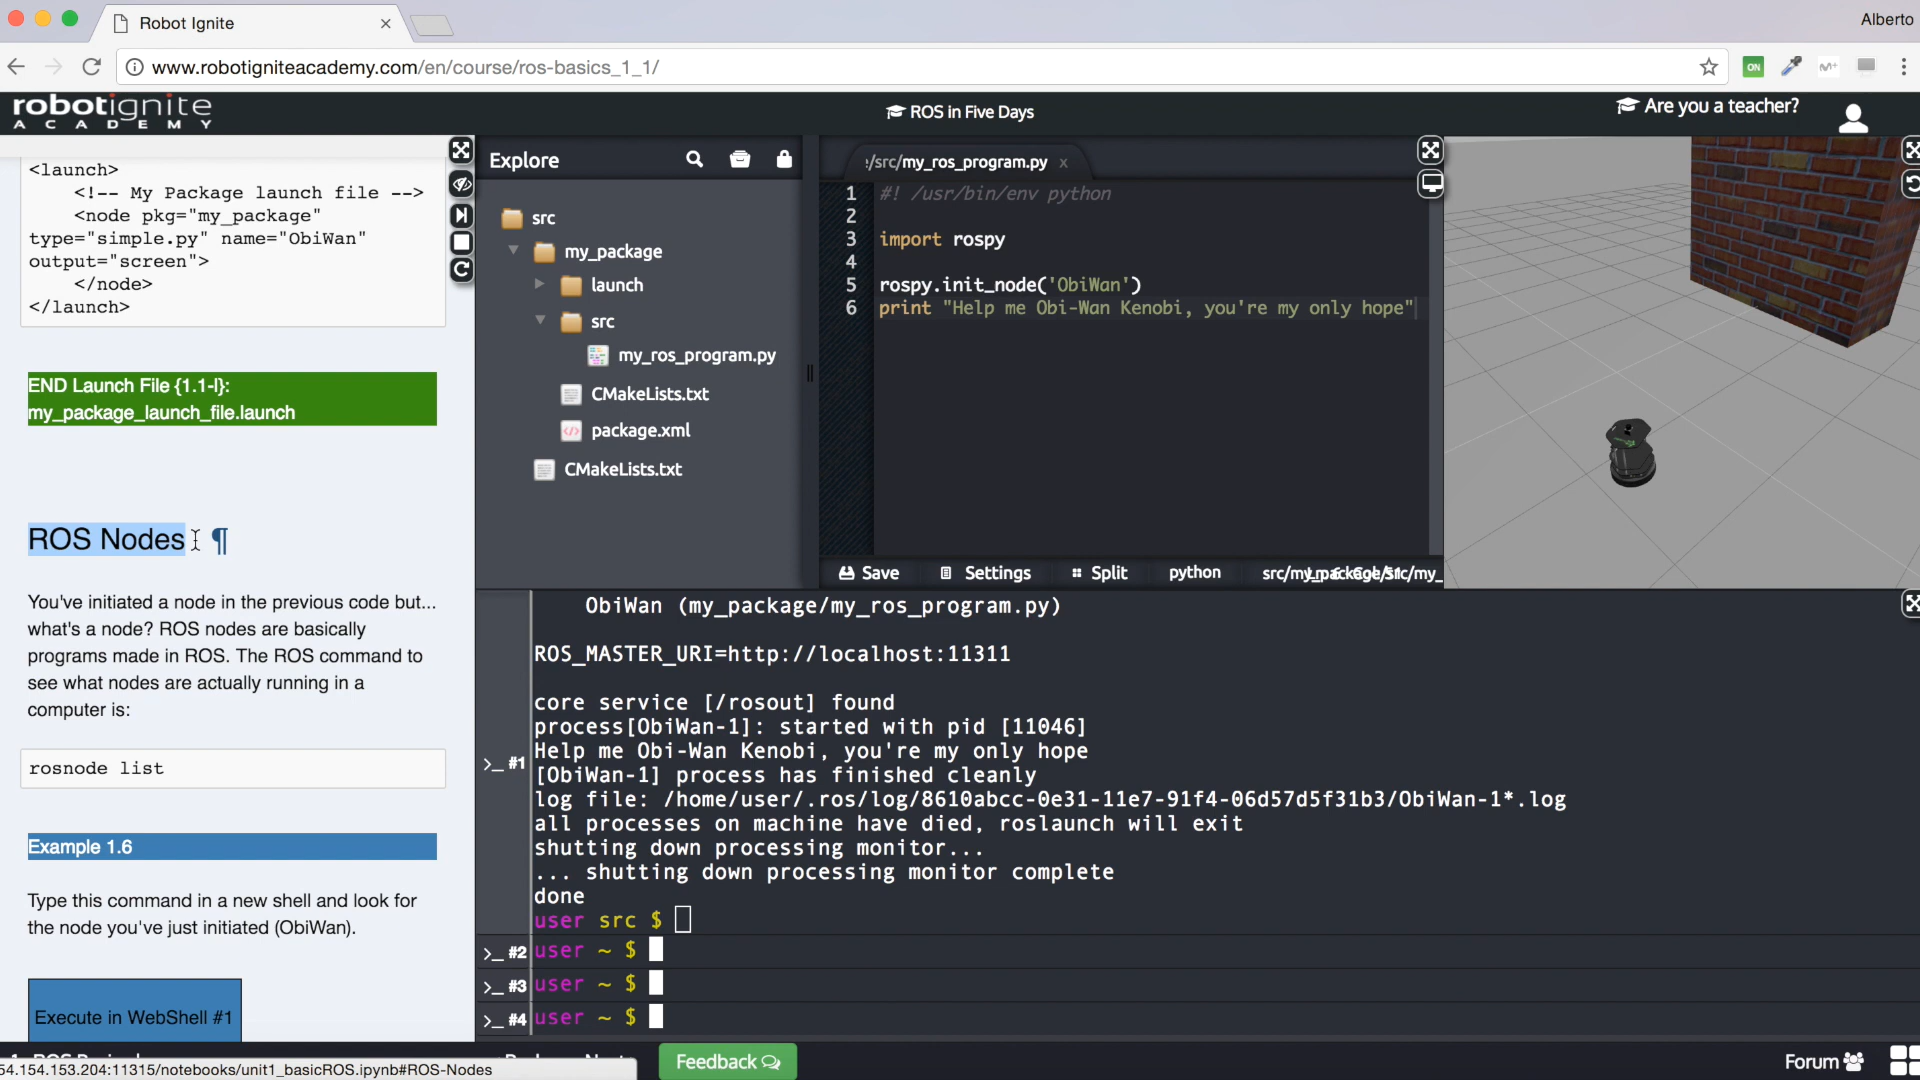 Robot Ignite
Alberto
www.robotigniteacademy.com/en/course/ros-basics_1_1/
ON
robotignite
ACADEMY
ROS in Five Days
Are you a teacher?
<launch>
<!-- My Package launch file -->
<node pkg="my_package"
type="simple.py" name="ObiWan"
output="screen">
</node>
</launch>
END Launch File {1.1-l}:
my_package_launch_file.launch
ROS Nodes ¶
You've initiated a node in the previous code but...
what's a node? ROS nodes are basically
programs made in ROS. The ROS command to
see what nodes are actually running in a
computer is:
rosnode list
Example 1.6
Type this command in a new shell and look for
the node you've just initiated (ObiWan).
Execute in WebShell #1
Explore
src
my_package
launch
src
my_ros_program.py
CMakeLists.txt
package.xml
CMakeLists.txt
:/src/my_ros_program.py x
1 #! /usr/bin/env python
2
3 import rospy
4
5 rospy.init_node('ObiWan')
6 print "Help me Obi-Wan Kenobi, you're my only hope"
Save Settings Split python
ObiWan (my_package/my_ros_program.py)
ROS_MASTER_URI=http://localhost:11311
core service [/rosout] found
process[ObiWan-1]: started with pid [11046]
Help me Obi-Wan Kenobi, you're my only hope
[ObiWan-1] process has finished cleanly
log file: /home/user/.ros/log/8610abcc-0e31-11e7-91f4-06d57d5f31b3/ObiWan-1*.log
all processes on machine have died, roslaunch will exit
shutting down processing monitor...
... shutting down processing monitor complete
done
>_ #1
user src $
>_ #2 user ~ $
>_ #3 user ~ $
>_ #4 user ~ $
54.154.153.204:11315/notebooks/unit1_basicROS.ipynb#ROS-Nodes
Feedback
Forum